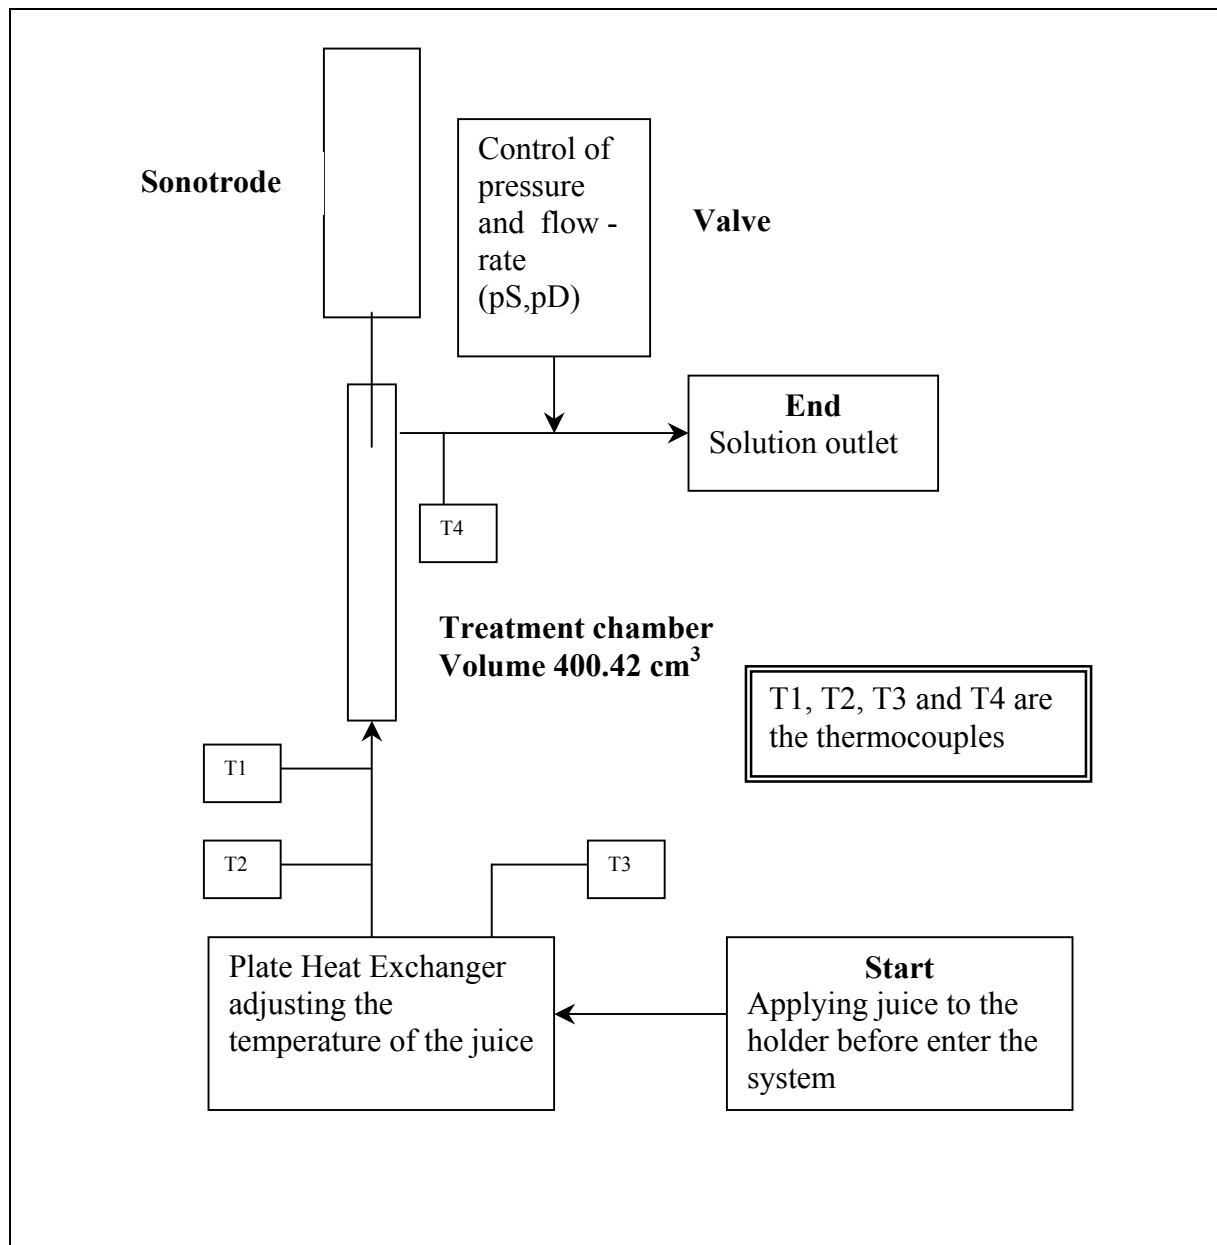 Sonotrode
Control of
pressure
and flow -
rate
(pS,pD)
Valve
End
Solution outlet
T4
Treatment chamber
Volume 400.42 cm³
T1, T2, T3 and T4 are
the thermocouples
T1
T2
T3
Plate Heat Exchanger
adjusting the
temperature of the juice
Start
Applying juice to the
holder before enter the
system